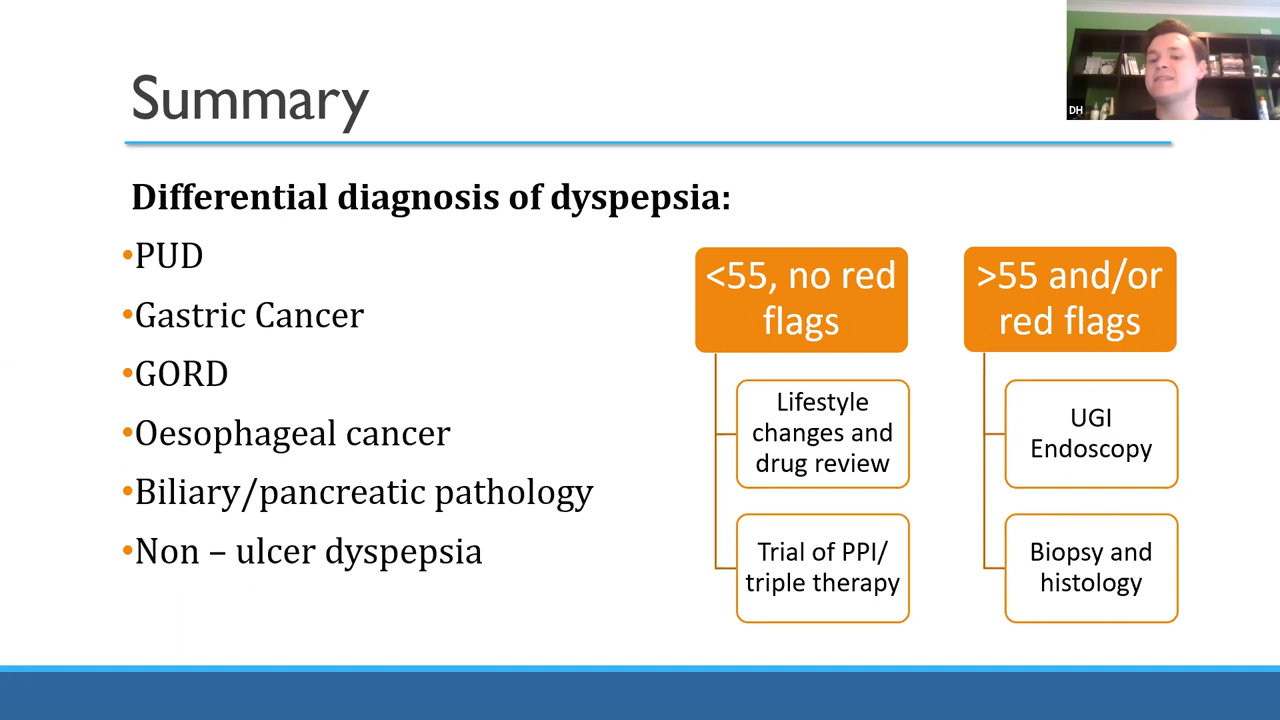 DH
Summary
Differential diagnosis of dyspepsia:
•PUD
•Gastric Cancer
•GORD
•Oesophageal cancer
•Biliary/pancreatic pathology
•Non – ulcer dyspepsia
<55, no red
flags
Lifestyle
changes and
drug review
Trial of PPI/
triple therapy
>55 and/or
red flags
UGI
Endoscopy
Biopsy and
histology